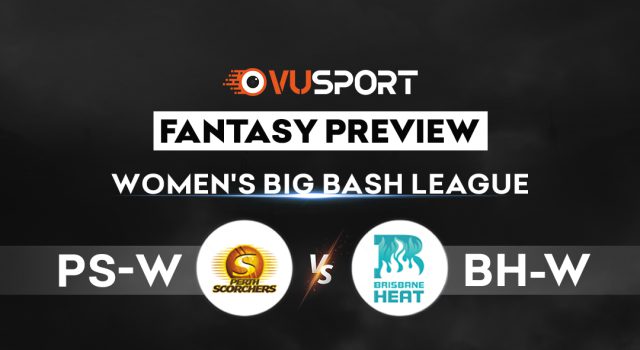 VUSPORT
FANTASY PREVIEW
WOMEN'S BIG BASH LEAGUE
PS-W
S
PERTH
SCORCHERS
VS
B
BRISBANE
HEAT
BH-W